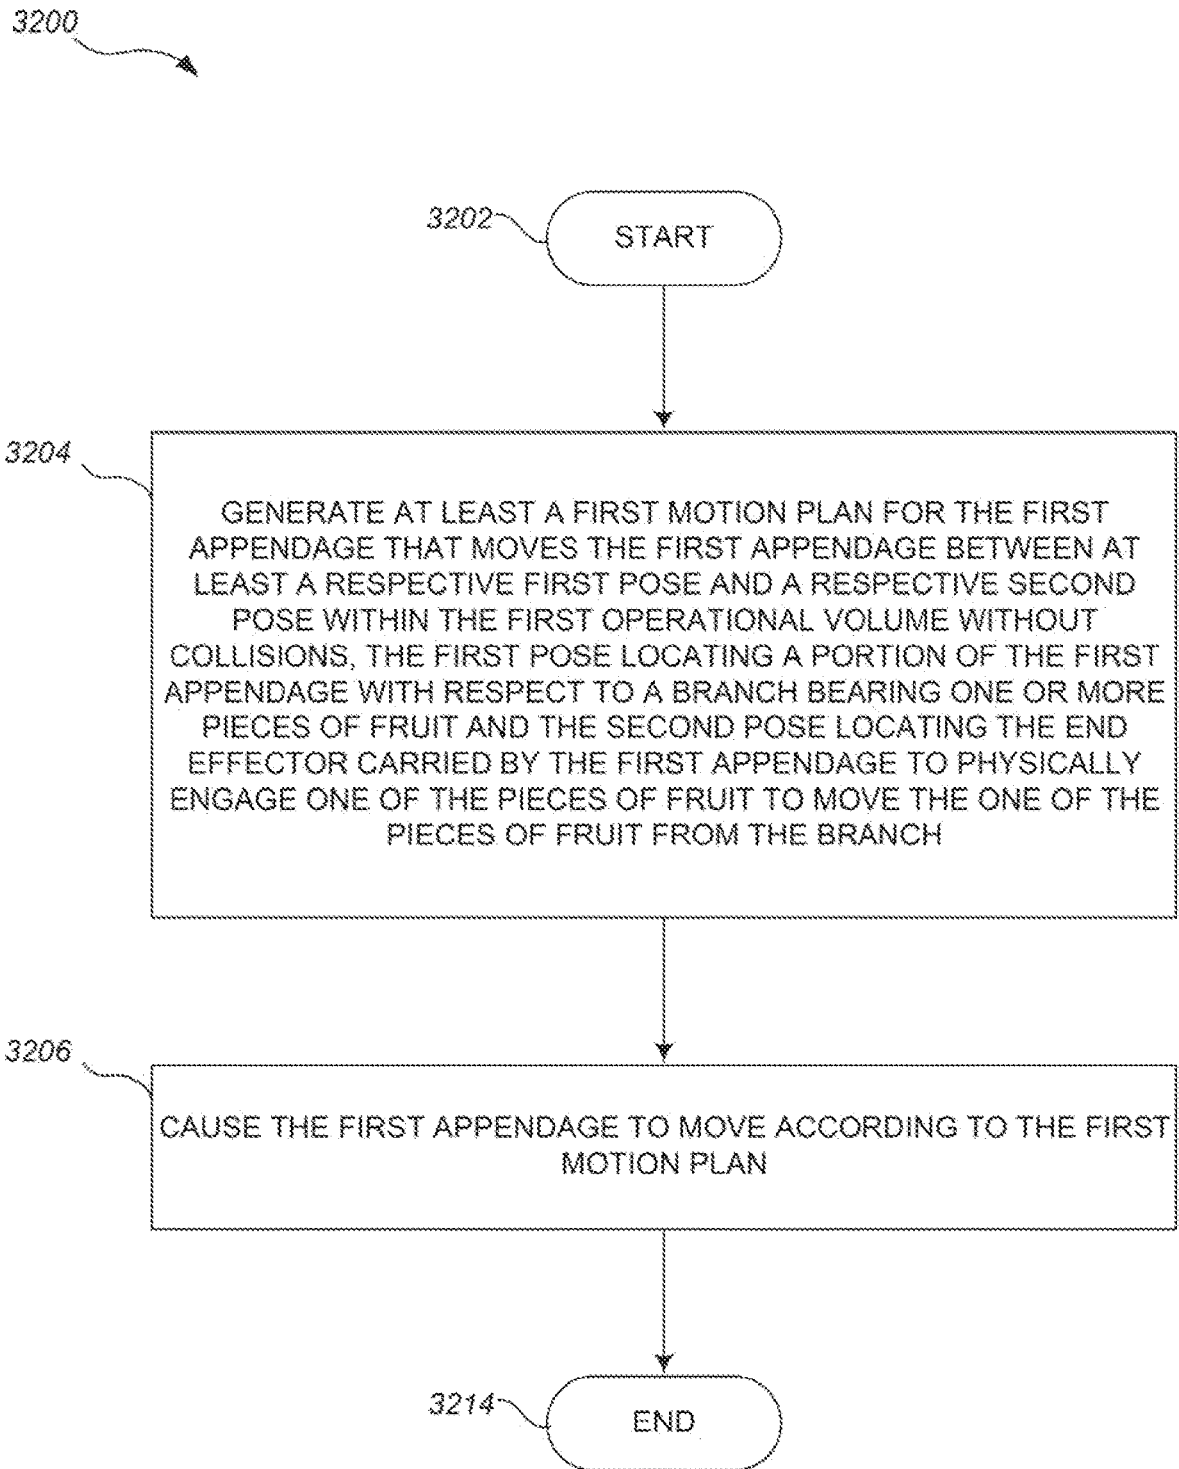 3200
3202
START
3204
GENERATE AT LEAST A FIRST MOTION PLAN FOR THE FIRST
APPENDAGE THAT MOVES THE FIRST APPENDAGE BETWEEN AT
LEAST A RESPECTIVE FIRST POSE AND A RESPECTIVE SECOND
POSE WITHIN THE FIRST OPERATIONAL VOLUME WITHOUT
COLLISIONS, THE FIRST POSE LOCATING A PORTION OF THE FIRST
APPENDAGE WITH RESPECT TO A BRANCH BEARING ONE OR MORE
PIECES OF FRUIT AND THE SECOND POSE LOCATING THE END
EFFECTOR CARRIED BY THE FIRST APPENDAGE TO PHYSICALLY
ENGAGE ONE OF THE PIECES OF FRUIT TO MOVE THE ONE OF THE
PIECES OF FRUIT FROM THE BRANCH
3206
CAUSE THE FIRST APPENDAGE TO MOVE ACCORDING TO THE FIRST
MOTION PLAN
3214
END